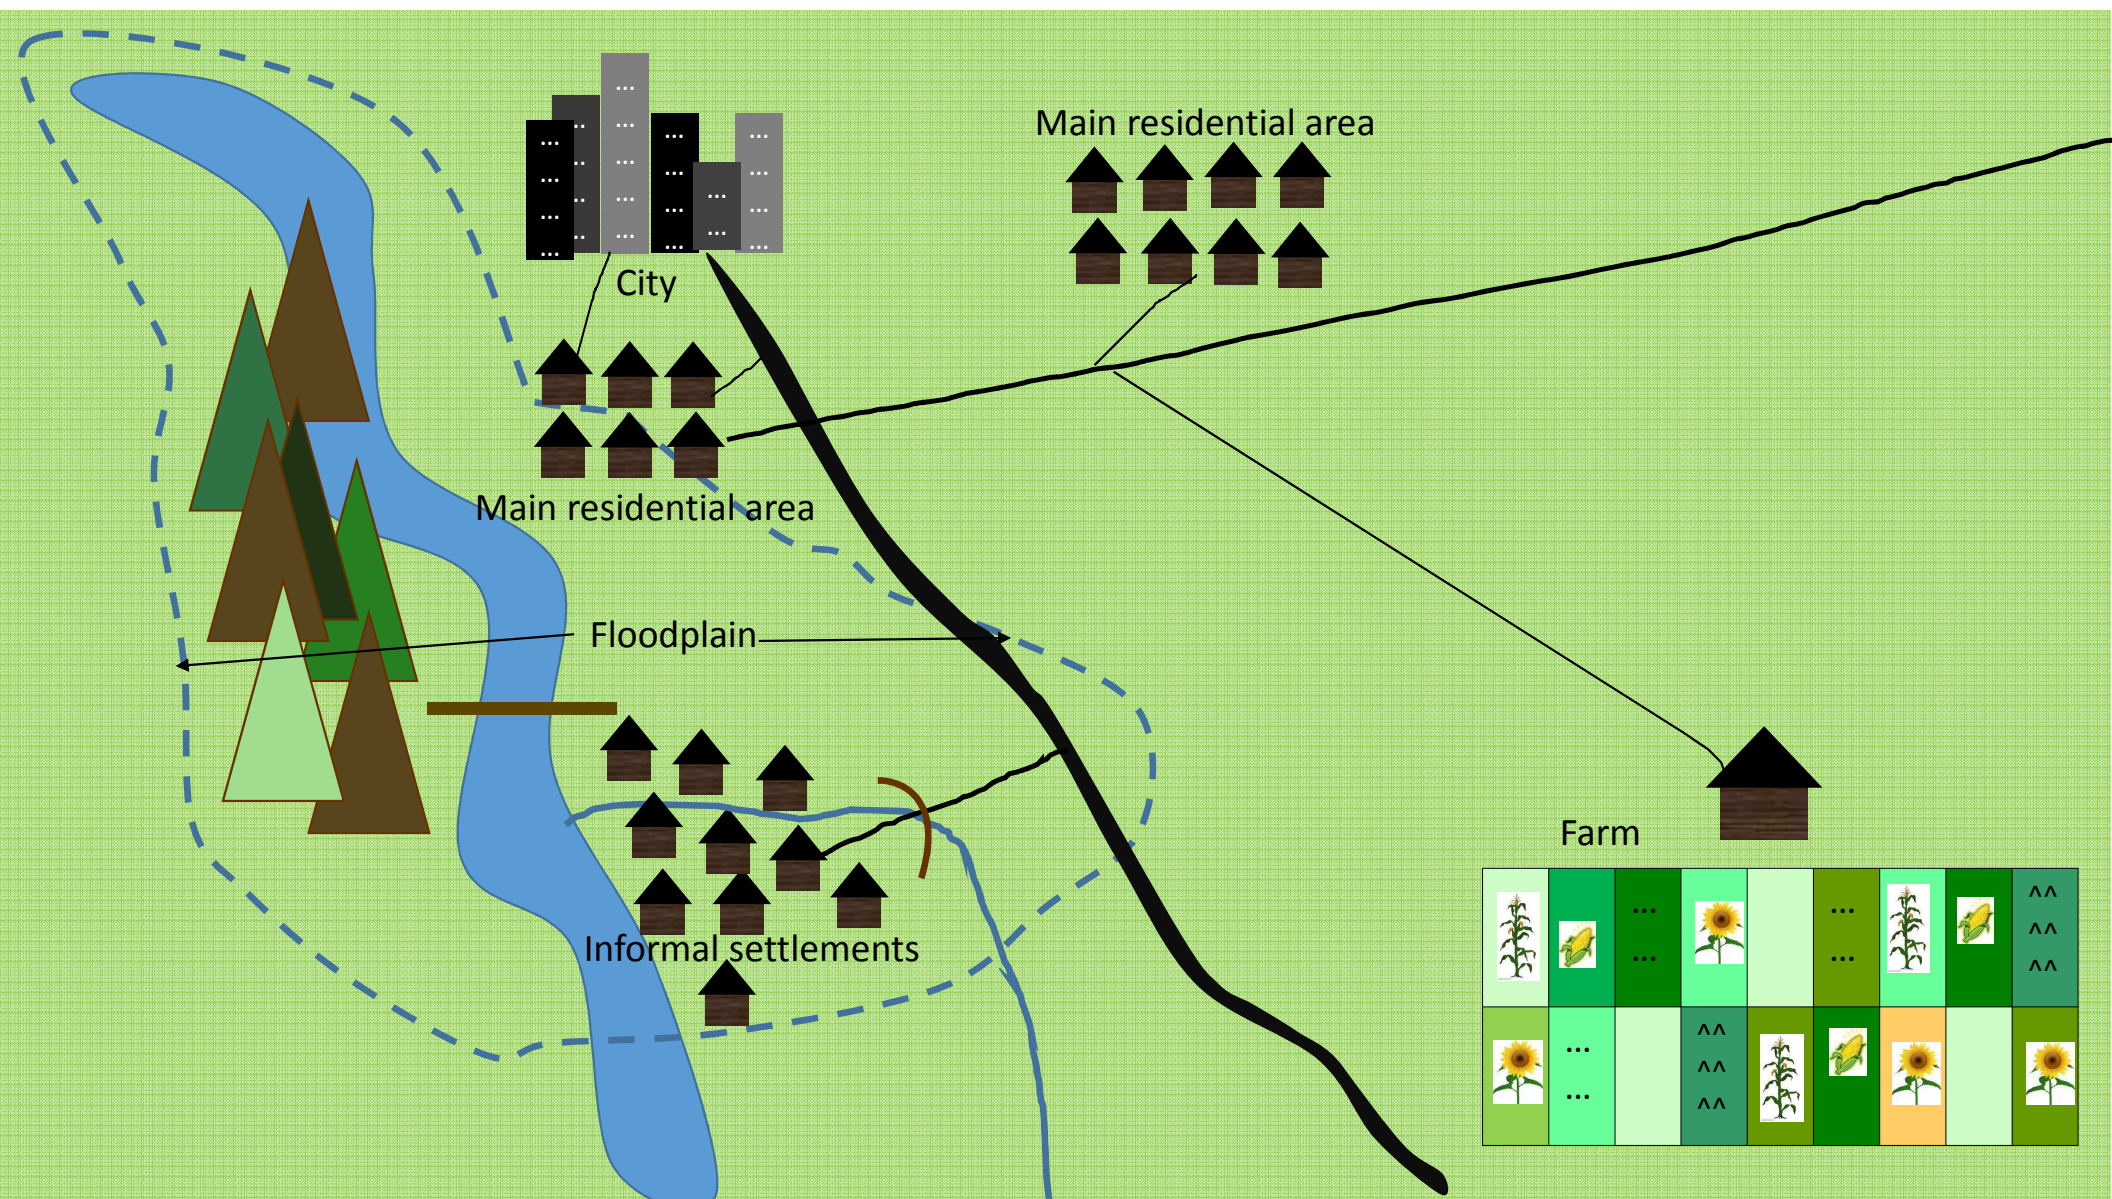 Main residential area
City
Main residential area
Floodplain
Farm
Informal settlements